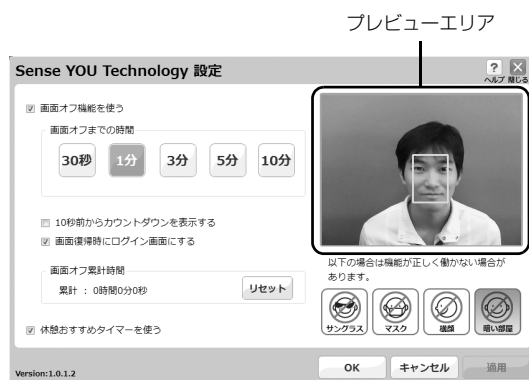 プレビューエリア
Sense YOU Technology 設定
?
ヘルプ 閉じる
画面オフ機能を使う
画面オフまでの時間
30秒 1分 3分 5分 10分
10秒前からカウントダウンを表示する
画面復帰時にログイン画面にする
画面オフ累計時間
累計 : 0時間0分0秒 リセット
休憩おすすめタイマーを使う
以下の場合は機能が正しく働かない場合が
あります。
サングラス マスク 横顔 暗い部屋
Version:1.0.1.2
OK キャンセル 適用